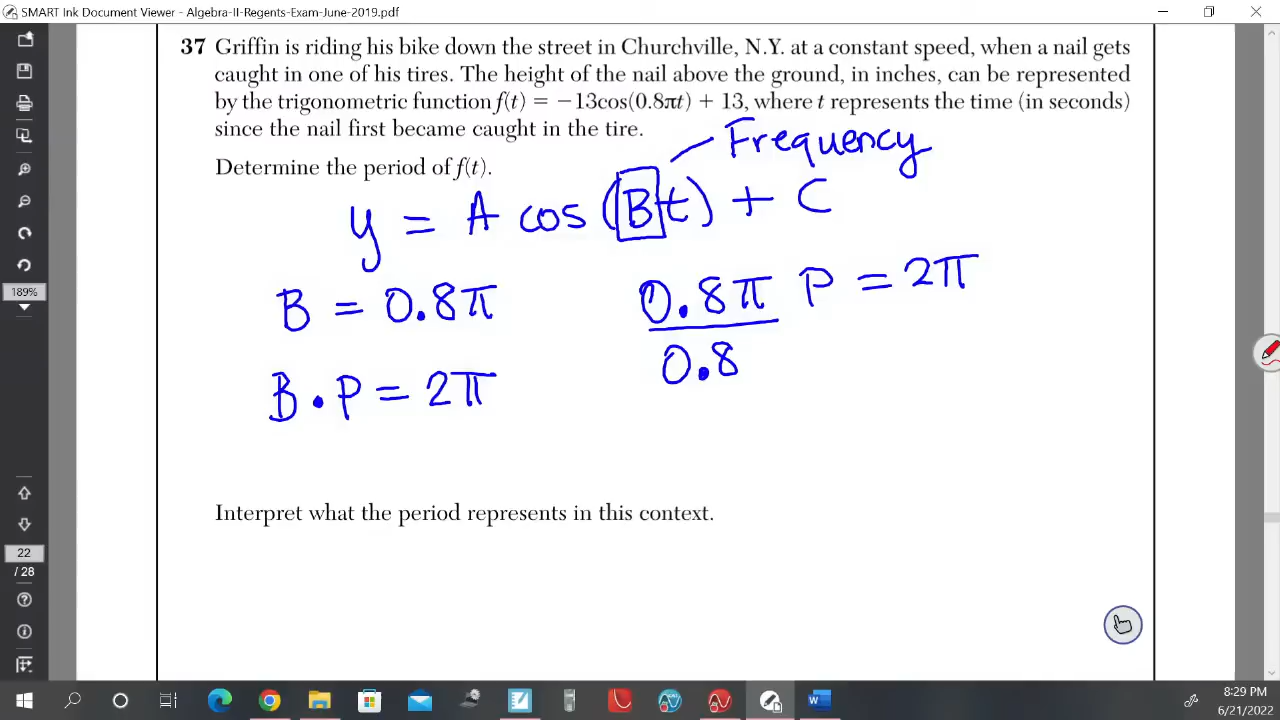 SMART Ink Document Viewer - Algebra-II-Regents-Exam-June-2019.pdf
37 Griffin is riding his bike down the street in Churchville, N.Y. at a constant speed, when a nail gets
caught in one of his tires. The height of the nail above the ground, in inches, can be represented
by the trigonometric function f(t) = −13cos(0.8πt) + 13, where t represents the time (in seconds)
since the nail first became caught in the tire.
Frequency
Determine the period of f(t).
y = A cos (Bt) + C
B = 0.8π
0.8π P = 2π
0.8
B · P = 2π
Interpret what the period represents in this context.
189%
22
/ 28
W
8:29 PM
6/21/2022